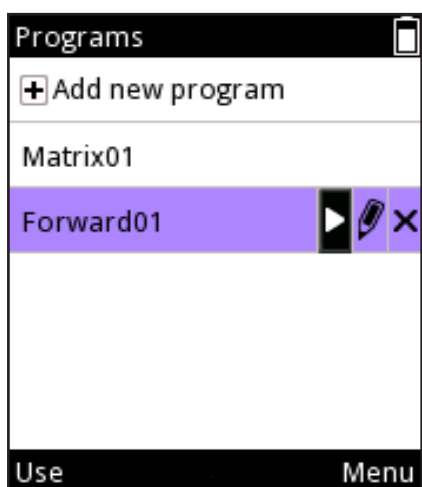 Programs
Add new program
Matrix01
Forward01
Use Menu